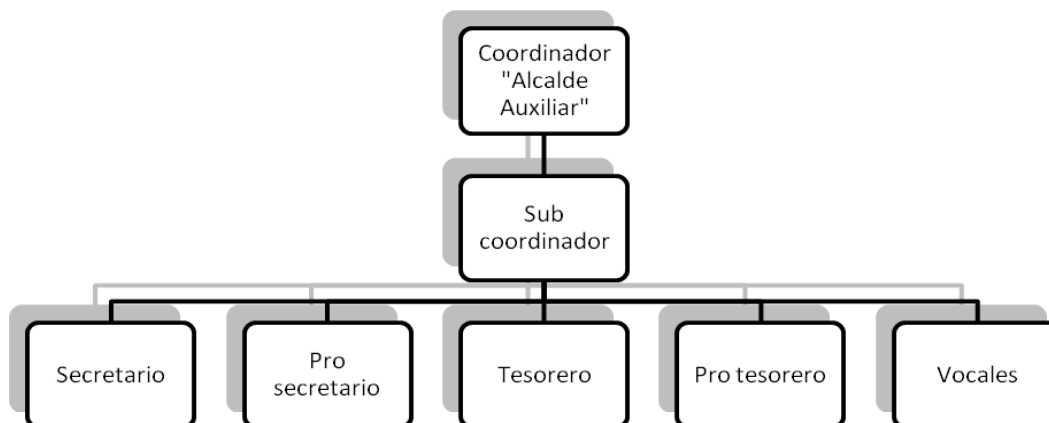 Coordinador
"Alcalde
Auxiliar"
Sub
coordinador
Secretario
Pro
secretario
Tesorero
Pro tesorero
Vocales